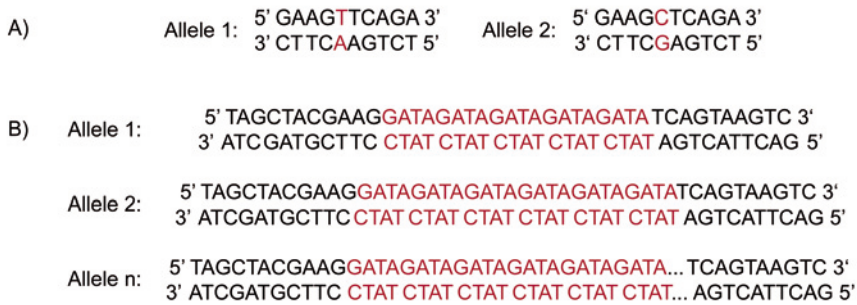 A) Allele 1: 5' GAAGTTCAGA 3' Allele 2: 5' GAAGCTCAGA 3'
3' CTTCAAGTCT 5' 3' CTTCGAGTCT 5'
B) Allele 1: 5' TAGCTACGAAGGATAGATAGATAGATAGATA TCAGTAAGTC 3'
3' ATCGATGCTTC CTAT CTAT CTAT CTAT CTAT AGTCATTCAG 5'
Allele 2: 5' TAGCTACGAAGGATAGATAGATAGATAGATAGATATCAGTAAGTC 3'
3' ATCGATGCTTC CTAT CTAT CTAT CTAT CTAT CTAT AGTCATTCAG 5'
Allele n: 5' TAGCTACGAAGGATAGATAGATAGATAGATAGATA... TCAGTAAGTC 3'
3' ATCGATGCTTC CTAT CTAT CTAT CTAT CTAT CTAT... AGTCATTCAG 5'